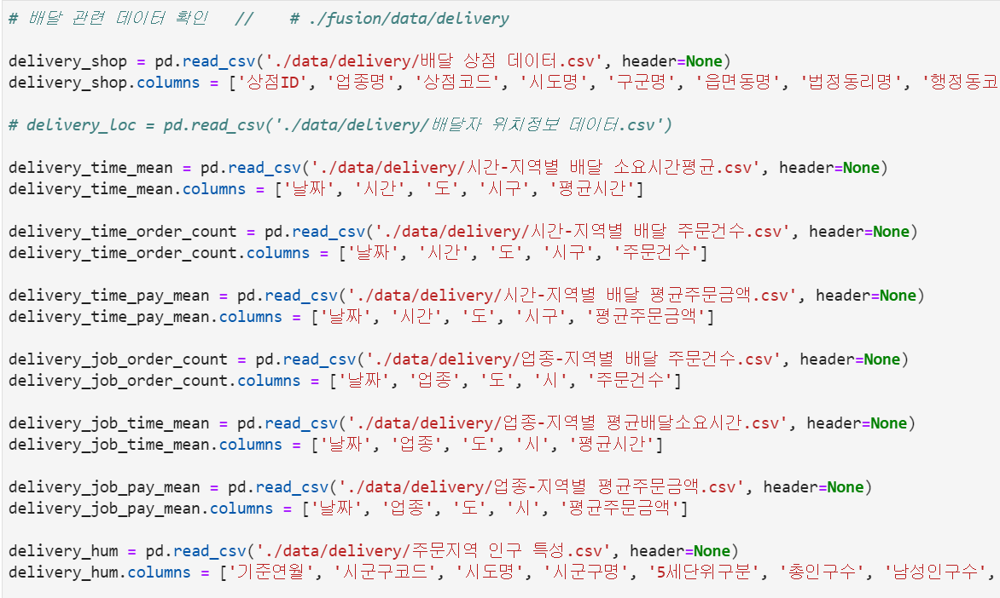 # 배달 관련 데이터 확인   //    # ./fusion/data/delivery
delivery_shop = pd.read_csv('./data/delivery/배달 상점 데이터.csv', header=None)
delivery_shop.columns = ['상점ID', '업종명', '상점코드', '시도명', '구군명', '읍면동명', '법정동리명', '행정동코
# delivery_loc = pd.read_csv('./data/delivery/배달자 위치정보 데이터.csv')
delivery_time_mean = pd.read_csv('./data/delivery/시간-지역별 배달 소요시간평균.csv', header=None)
delivery_time_mean.columns = ['날짜', '시간', '도', '시구', '평균시간']
delivery_time_order_count = pd.read_csv('./data/delivery/시간-지역별 배달 주문건수.csv', header=None)
delivery_time_order_count.columns = ['날짜', '시간', '도', '시구', '주문건수']
delivery_time_pay_mean = pd.read_csv('./data/delivery/시간-지역별 배달 평균주문금액.csv', header=None)
delivery_time_pay_mean.columns = ['날짜', '시간', '도', '시구', '평균주문금액']
delivery_job_order_count = pd.read_csv('./data/delivery/업종-지역별 배달 주문건수.csv', header=None)
delivery_job_order_count.columns = ['날짜', '업종', '도', '시', '주문건수']
delivery_job_time_mean = pd.read_csv('./data/delivery/업종-지역별 평균배달소요시간.csv', header=None)
delivery_job_time_mean.columns = ['날짜', '업종', '도', '시', '평균시간']
delivery_job_pay_mean = pd.read_csv('./data/delivery/업종-지역별 평균주문금액.csv', header=None)
delivery_job_pay_mean.columns = ['날짜', '업종', '도', '시', '평균주문금액']
delivery_hum = pd.read_csv('./data/delivery/주문지역 인구 특성.csv', header=None)
delivery_hum.columns = ['기준연월', '시군구코드', '시도명', '시군구명', '5세단위구분', '총인구수', '남성인구수',